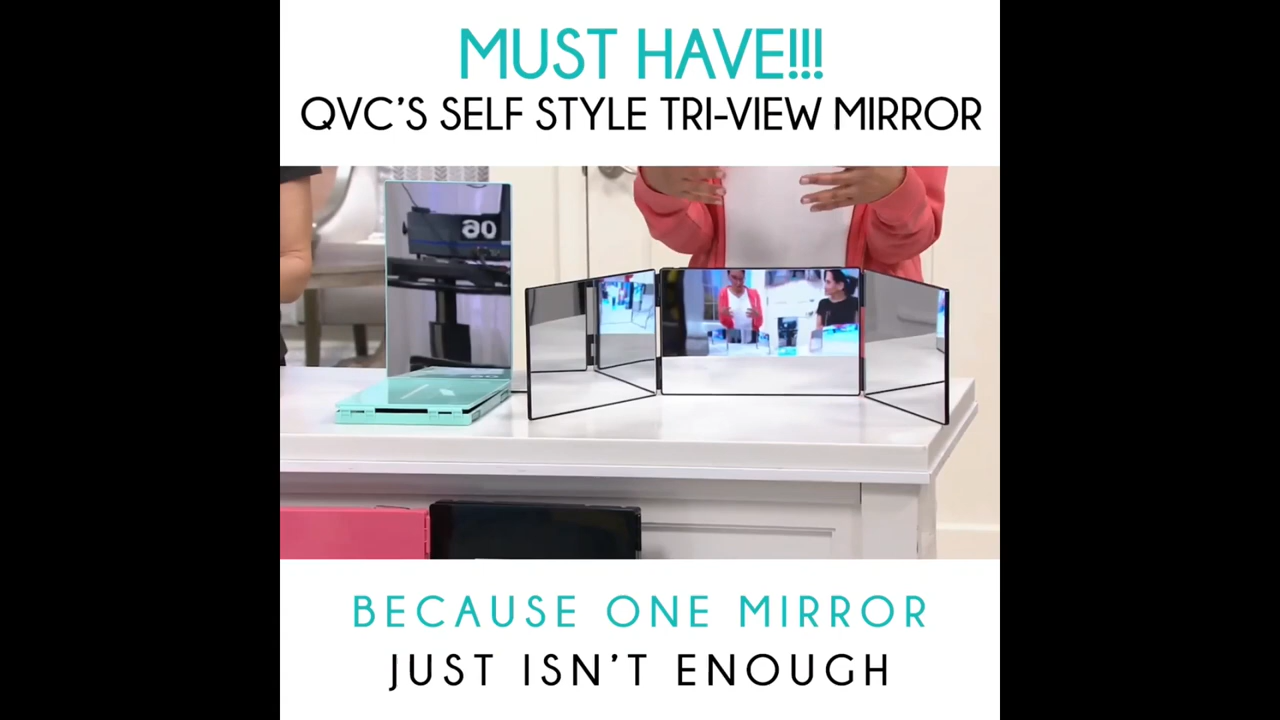 MUST HAVE!!!
QVC'S SELF STYLE TRI-VIEW MIRROR
BECAUSE ONE MIRROR
JUST ISN'T ENOUGH